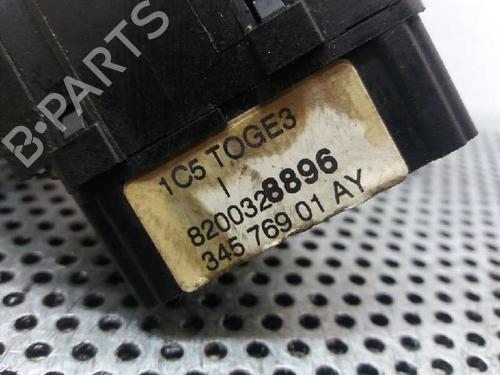 B-PARTS
1C5 TOGE3
I
8200328896
345 769 01 AY